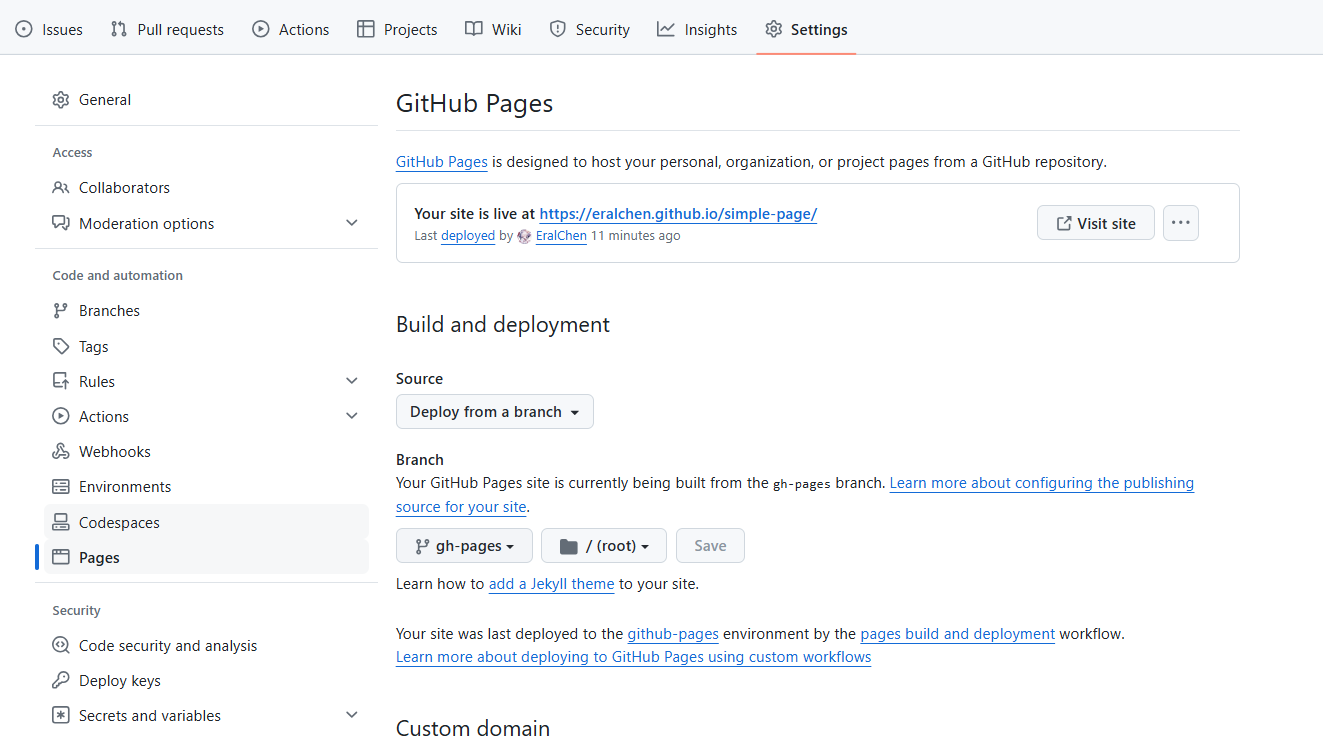 Issues Pull requests Actions Projects Wiki Security Insights Settings
General
Access
Collaborators
Moderation options
Code and automation
Branches
Tags
Rules
Actions
Webhooks
Environments
Codespaces
Pages
Security
Code security and analysis
Deploy keys
Secrets and variables
GitHub Pages
GitHub Pages is designed to host your personal, organization, or project pages from a GitHub repository.
Your site is live at https://eralchen.github.io/simple-page/
Last deployed by EralChen 11 minutes ago
Visit site
Build and deployment
Source
Deploy from a branch
Branch
Your GitHub Pages site is currently being built from the gh-pages branch. Learn more about configuring the publishing
source for your site.
gh-pages / (root) Save
Learn how to add a Jekyll theme to your site.
Your site was last deployed to the github-pages environment by the pages build and deployment workflow.
Learn more about deploying to GitHub Pages using custom workflows
Custom domain